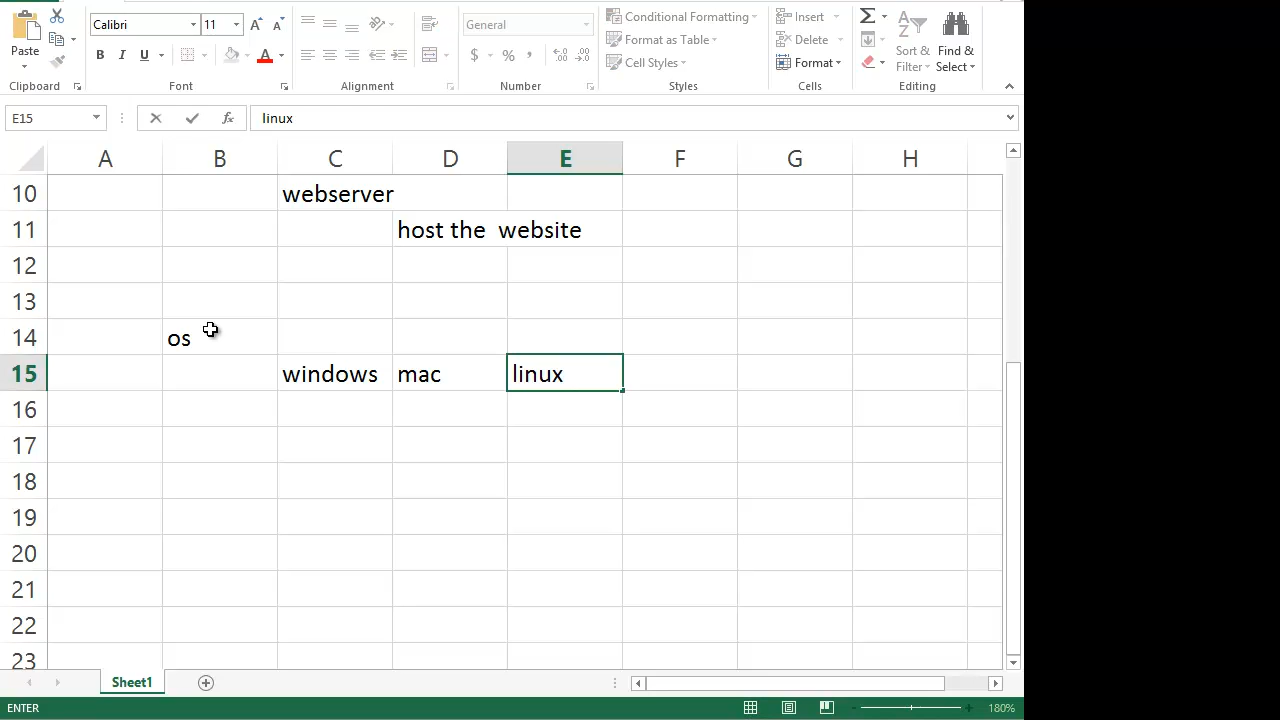 Calibri 11 A A General Conditional Formatting Insert Σ
Paste Format as Table Delete Sort & Find &
B I U A $ % , Cell Styles Format Filter Select
Clipboard Font Alignment Number Styles Cells Editing
E15 fx linux
A B C D E F G H
10 webserver
11 host the  website
12
13
14 os
15 windows mac linux
16
17
18
19
20
21
22
23
Sheet1
ENTER 180%